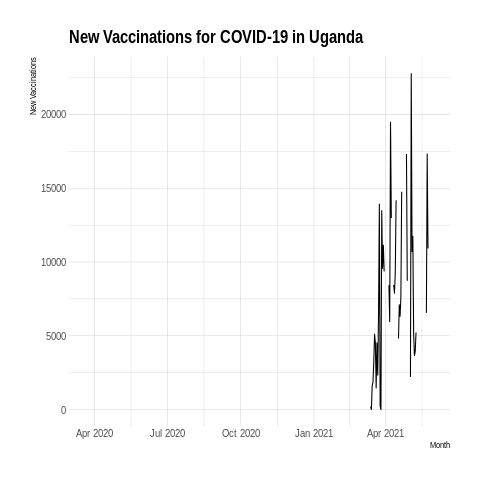 New Vaccinations for COVID-19 in Uganda
New Vaccinations
20000
15000
10000
5000
0
Apr 2020 Jul 2020 Oct 2020 Jan 2021 Apr 2021
Month